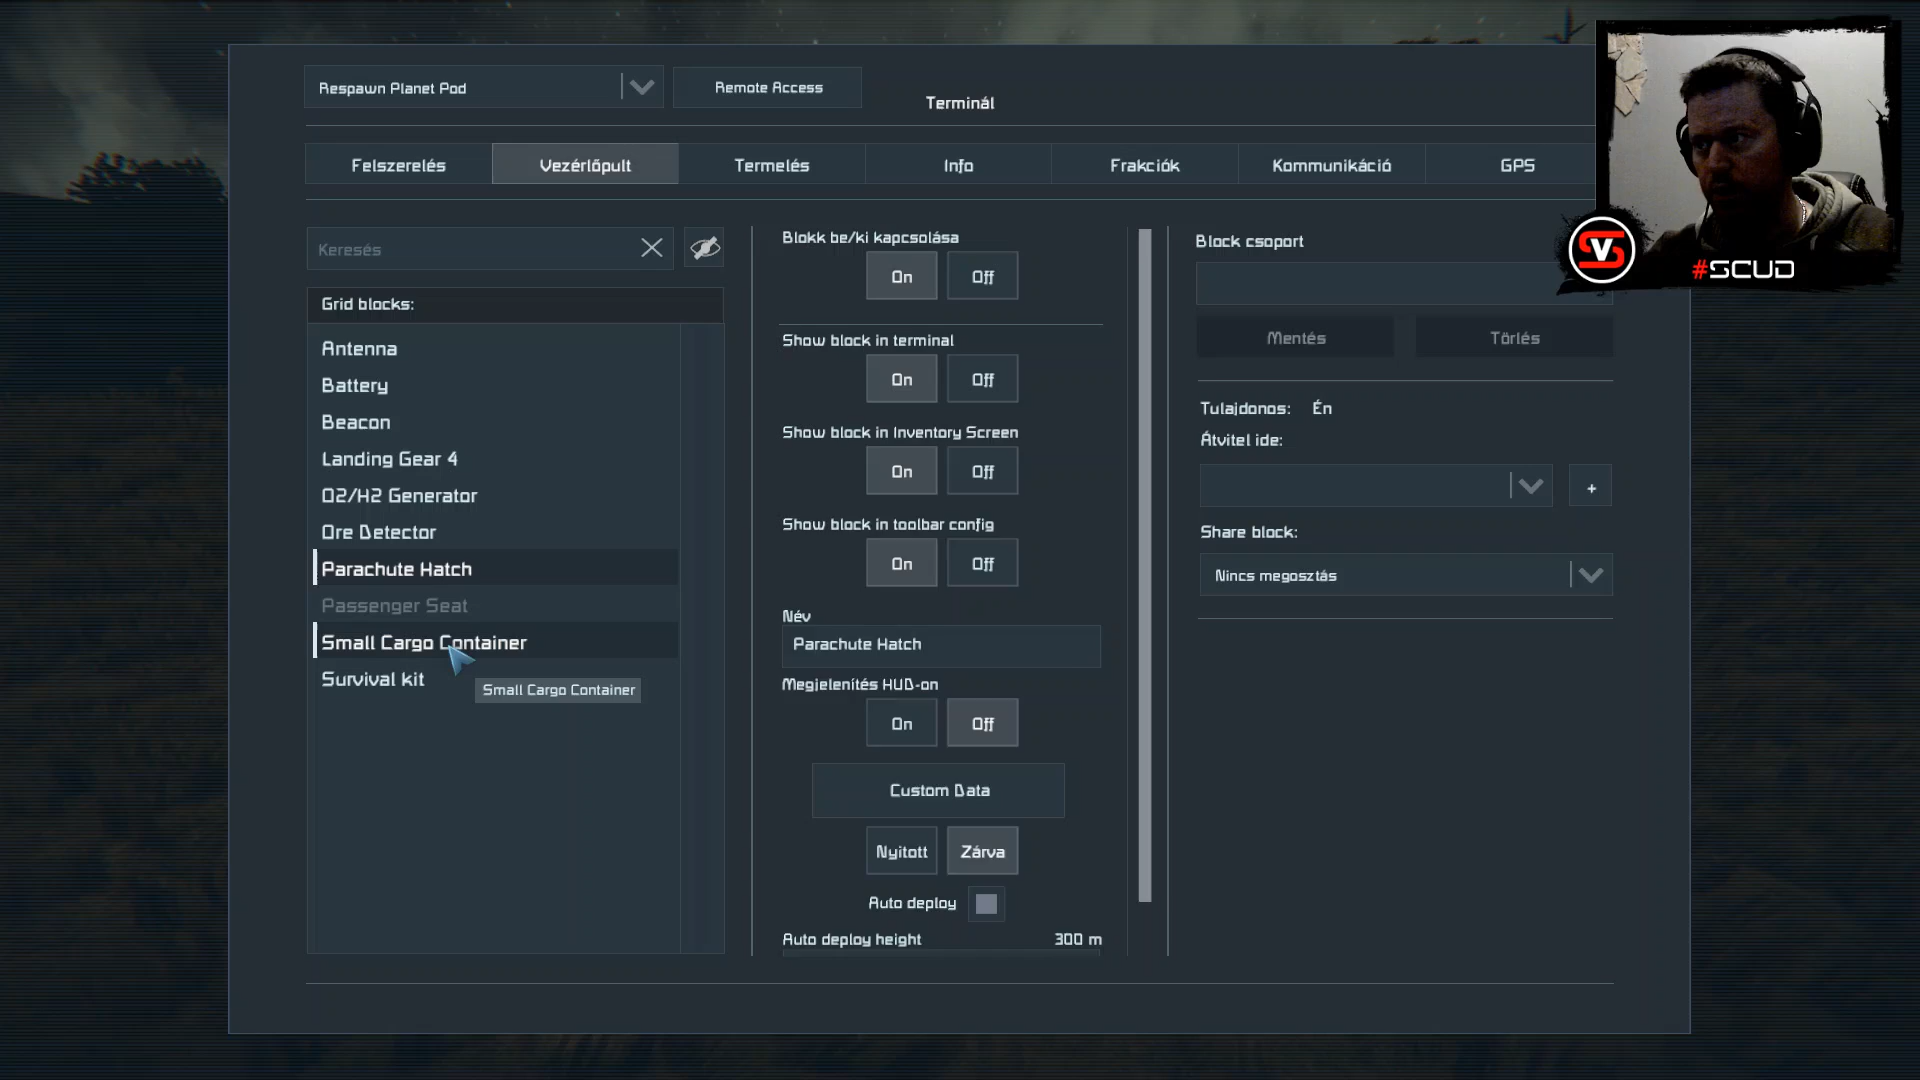 Respawn Planet Pod
Remote Access
Terminál
Felszerelés
Vezérlőpult
Termelés
Info
Frakciók
Kommunikáció
GPS
Keresés
Grid blocks:
Antenna
Battery
Beacon
Landing Gear 4
O2/H2 Generator
Ore Detector
Parachute Hatch
Passenger Seat
Small Cargo Container
Survival kit
Small Cargo Container
Blokk be/ki kapcsolása
On Off
Show block in terminal
On Off
Show block in Inventory Screen
On Off
Show block in toolbar config
On Off
Név
Parachute Hatch
Megjelenítés HUD-on
On Off
Custom Data
Nyitott Zárva
Auto deploy
Auto deploy height 300 m
Block csoport
Mentés Törlés
Tulajdonos: Én
Átvitel ide:
+
Share block:
Nincs megosztás
#SCUD